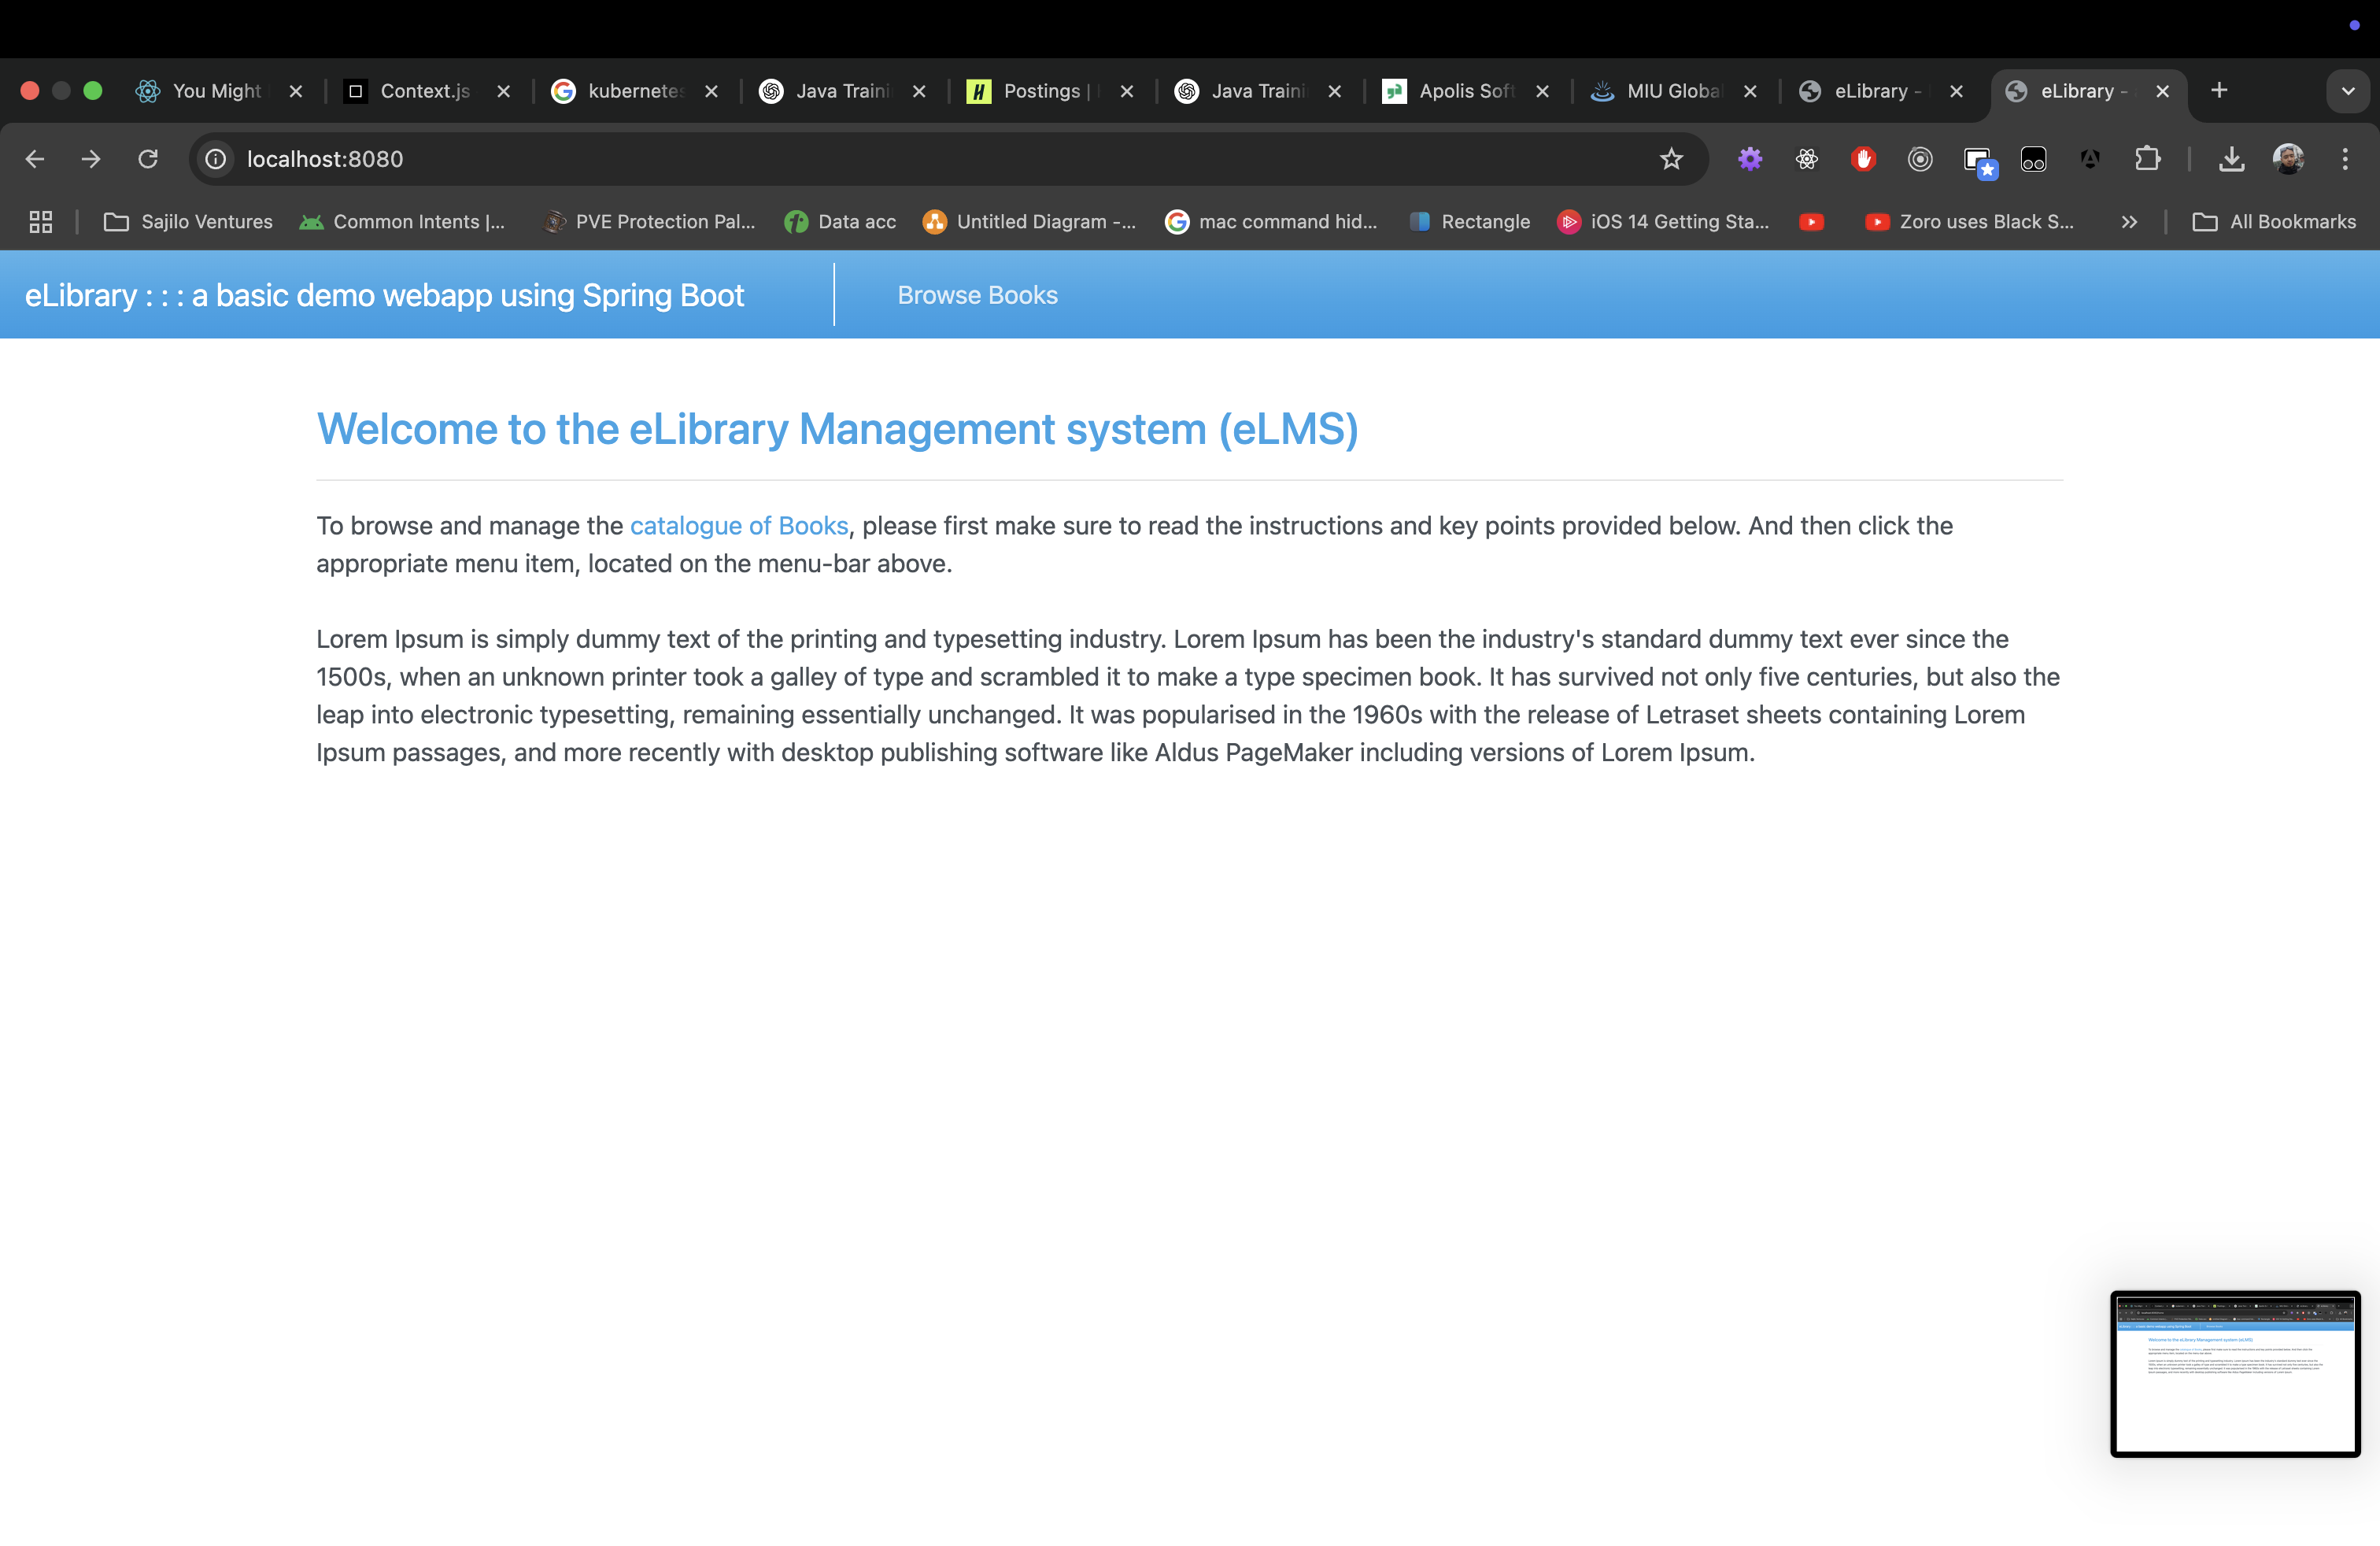 You Might
Context.js
kubernetes
Java Traini
Postings |
Java Traini
Apolis Soft
MIU Global
eLibrary -
eLibrary -
localhost:8080
Sajilo Ventures
Common Intents |...
PVE Protection Pal...
Data acc
Untitled Diagram -...
mac command hid...
Rectangle
iOS 14 Getting Sta...
Zoro uses Black S...
All Bookmarks
eLibrary : : : a basic demo webapp using Spring Boot
Browse Books
Welcome to the eLibrary Management system (eLMS)
To browse and manage the catalogue of Books, please first make sure to read the instructions and key points provided below. And then click the
appropriate menu item, located on the menu-bar above.
Lorem Ipsum is simply dummy text of the printing and typesetting industry. Lorem Ipsum has been the industry's standard dummy text ever since the
1500s, when an unknown printer took a galley of type and scrambled it to make a type specimen book. It has survived not only five centuries, but also the
leap into electronic typesetting, remaining essentially unchanged. It was popularised in the 1960s with the release of Letraset sheets containing Lorem
Ipsum passages, and more recently with desktop publishing software like Aldus PageMaker including versions of Lorem Ipsum.
Welcome to the eLibrary Management system (eLMS)